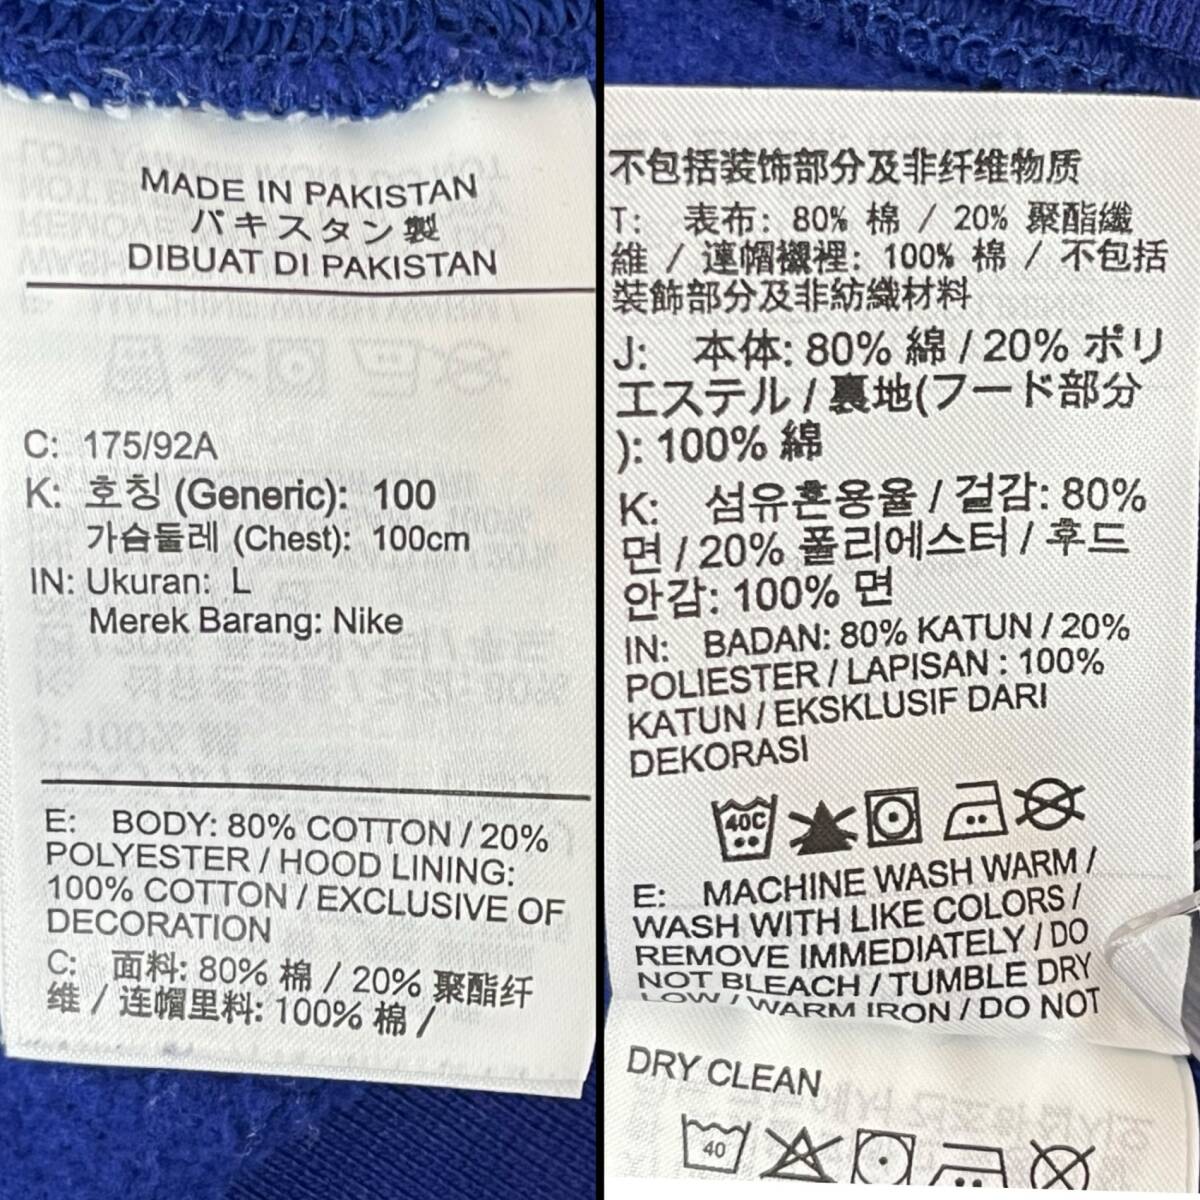 MADE IN PAKISTAN
パキスタン製
DIBUAT DI PAKISTAN
C: 175/92A
K: 호칭 (Generic): 100
가슴둘레 (Chest): 100cm
IN: Ukuran: L
Merek Barang: Nike
E: BODY: 80% COTTON / 20%
POLYESTER / HOOD LINING:
100% COTTON / EXCLUSIVE OF
DECORATION
C: 面料: 80% 棉 / 20% 聚酯纤
维 / 连帽里料: 100% 棉 /
不包括装饰部分及非纤维物质
T: 表布: 80% 棉 / 20% 聚酯纖
維 / 連帽襯裡: 100% 棉 / 不包括
裝飾部分及非紡織材料
J: 本体: 80% 綿 / 20% ポリ
エステル / 裏地(フード部分
): 100% 綿
K: 섬유혼용율 / 겉감: 80%
면 / 20% 폴리에스터 / 후드
안감: 100% 면
IN: BADAN: 80% KATUN / 20%
POLIESTER / LAPISAN : 100%
KATUN / EKSKLUSIF DARI
DEKORASI
40C
E: MACHINE WASH WARM /
WASH WITH LIKE COLORS /
REMOVE IMMEDIATELY / DO
NOT BLEACH / TUMBLE DRY
LOW / WARM IRON / DO NOT
DRY CLEAN
40